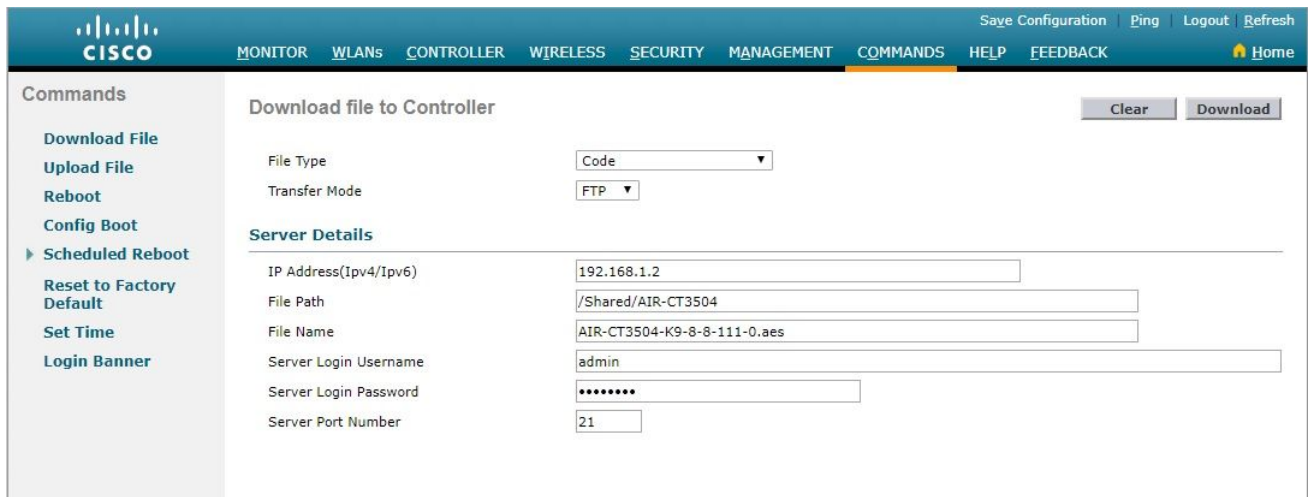 Save Configuration | Ping | Logout | Refresh
CISCO
MONITOR WLANs CONTROLLER WIRELESS SECURITY MANAGEMENT COMMANDS HELP FEEDBACK Home
Commands
Download File
Upload File
Reboot
Config Boot
Scheduled Reboot
Reset to Factory
Default
Set Time
Login Banner
Download file to Controller
Clear Download
File Type Code
Transfer Mode FTP
Server Details
IP Address(Ipv4/Ipv6) 192.168.1.2
File Path /Shared/AIR-CT3504
File Name AIR-CT3504-K9-8-8-111-0.aes
Server Login Username admin
Server Login Password ••••••••
Server Port Number 21